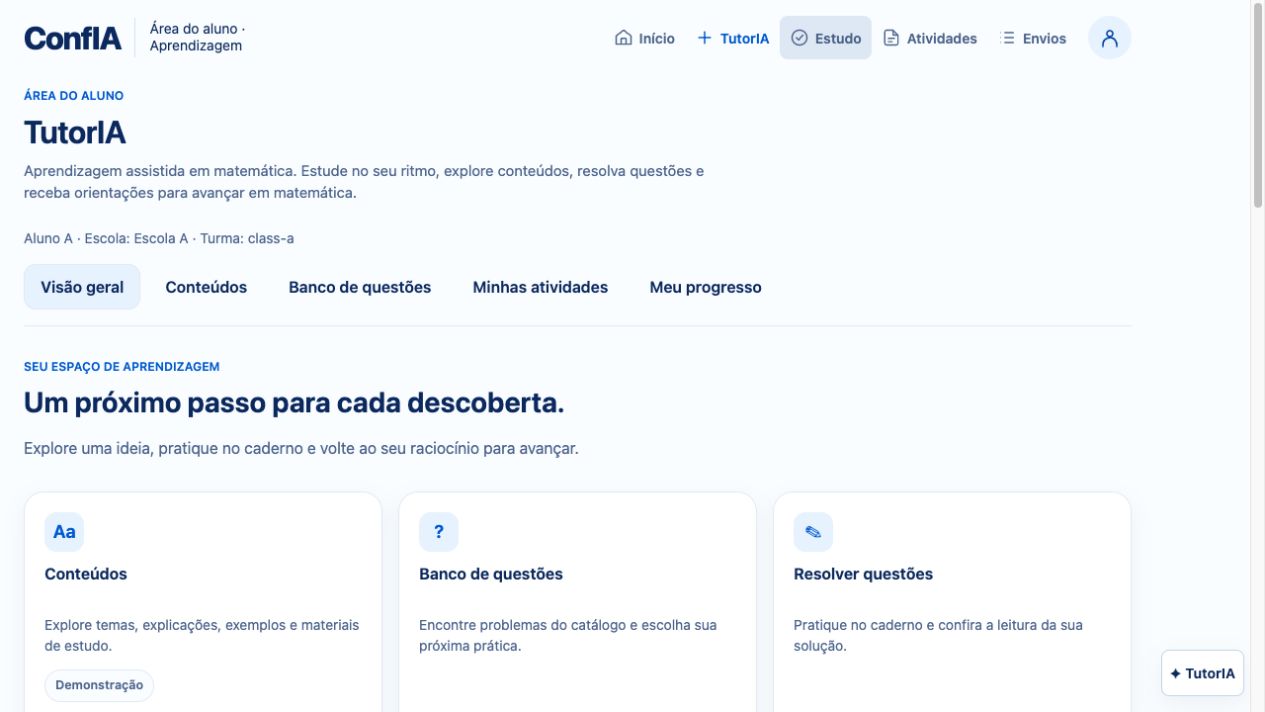 ConfIA
Área do aluno ·
Aprendizagem
Início
TutorIA
Estudo
Atividades
Envios
ÁREA DO ALUNO
TutorIA
Aprendizagem assistida em matemática. Estude no seu ritmo, explore conteúdos, resolva questões e
receba orientações para avançar em matemática.
Aluno A · Escola: Escola A · Turma: class-a
Visão geral
Conteúdos
Banco de questões
Minhas atividades
Meu progresso
SEU ESPAÇO DE APRENDIZAGEM
Um próximo passo para cada descoberta.
Explore uma ideia, pratique no caderno e volte ao seu raciocínio para avançar.
Aa
Conteúdos
Explore temas, explicações, exemplos e materiais
de estudo.
Demonstração
?
Banco de questões
Encontre problemas do catálogo e escolha sua
próxima prática.
✎
Resolver questões
Pratique no caderno e confira a leitura da sua
solução.
✦ TutorIA